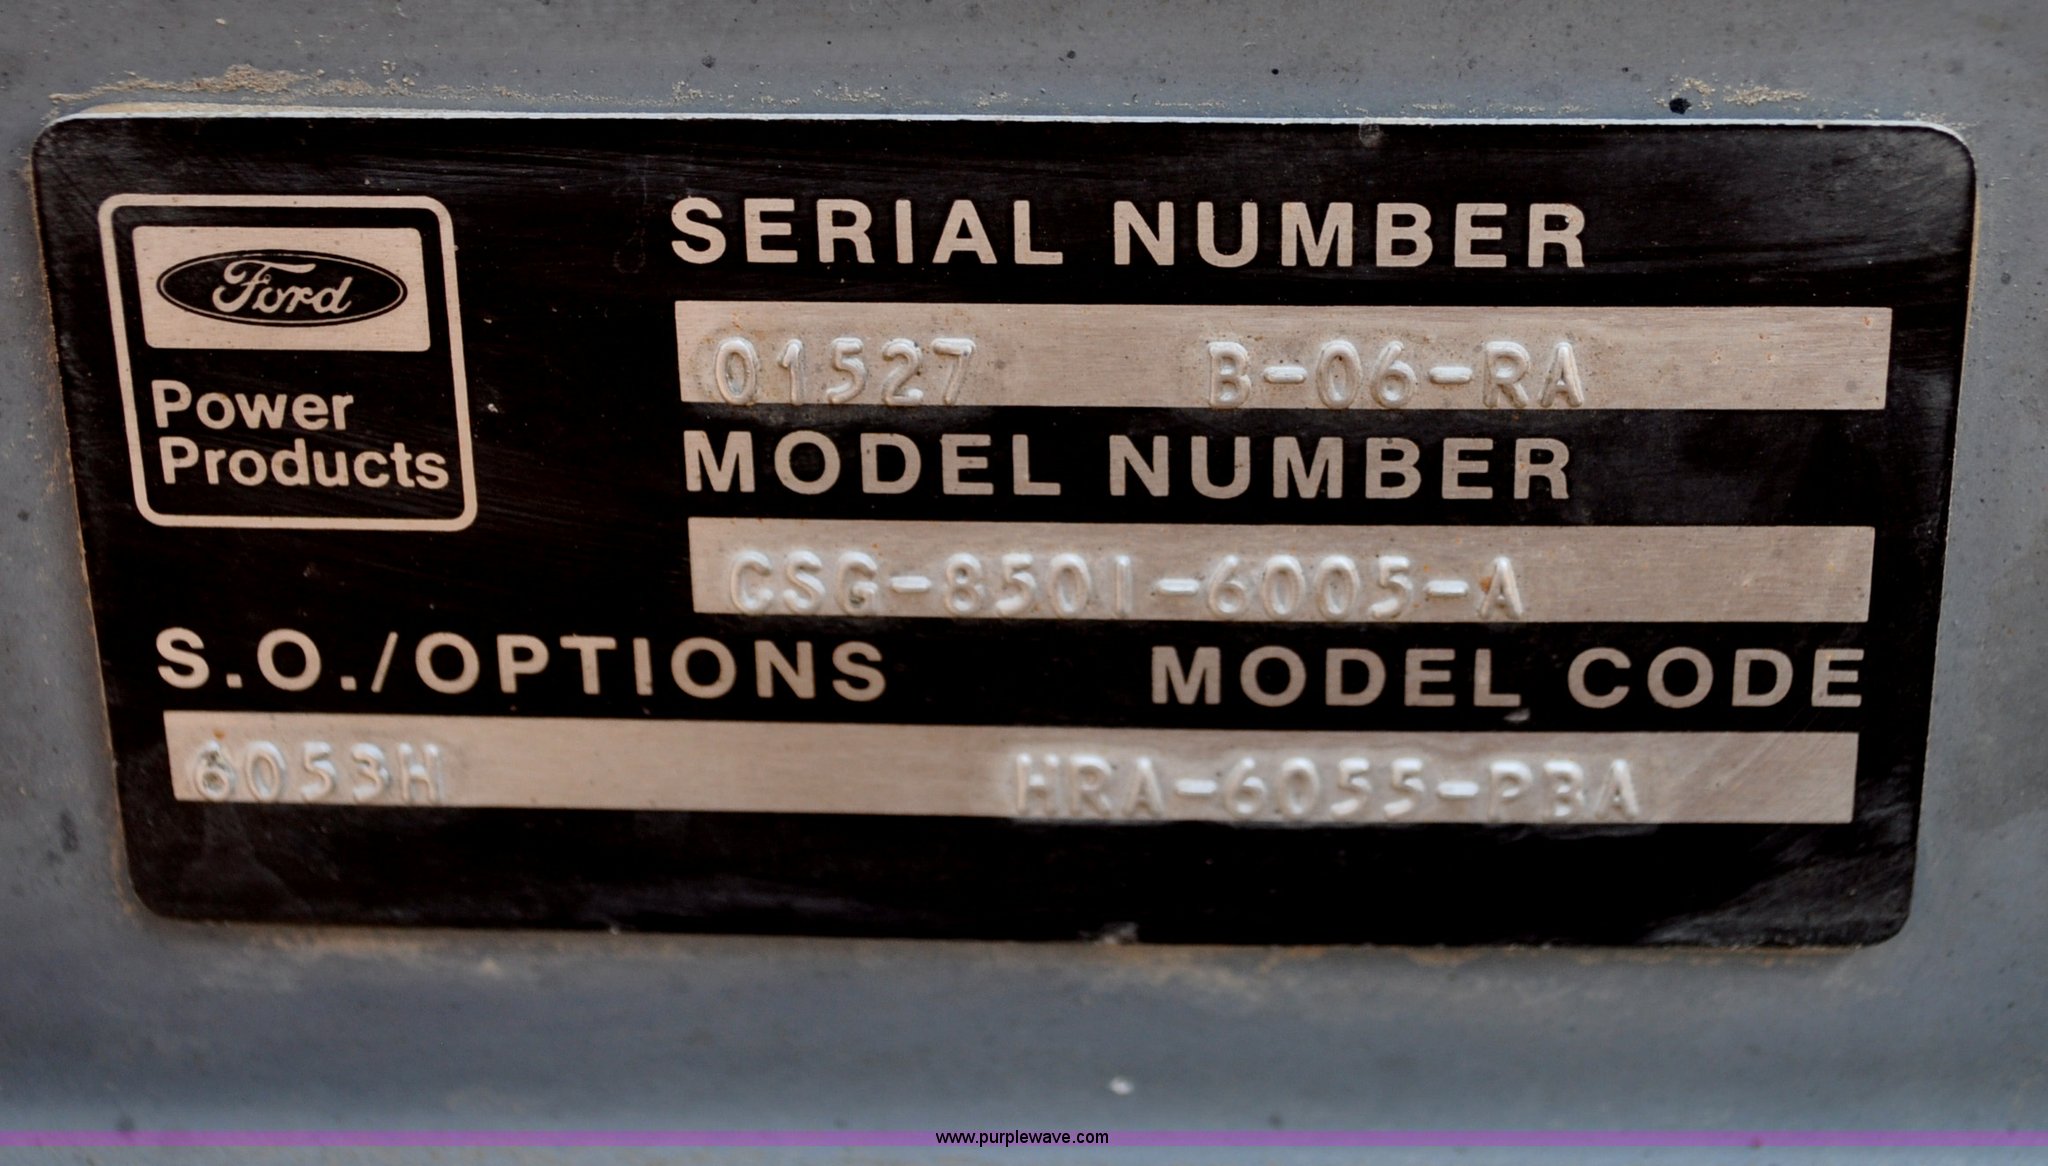 Ford
Power
Products
SERIAL NUMBER
01527 B-06-RA
MODEL NUMBER
CSG-8501-6005-A
S.O./OPTIONS MODEL CODE
6053H HRA-6055-PBA
www.purplewave.com